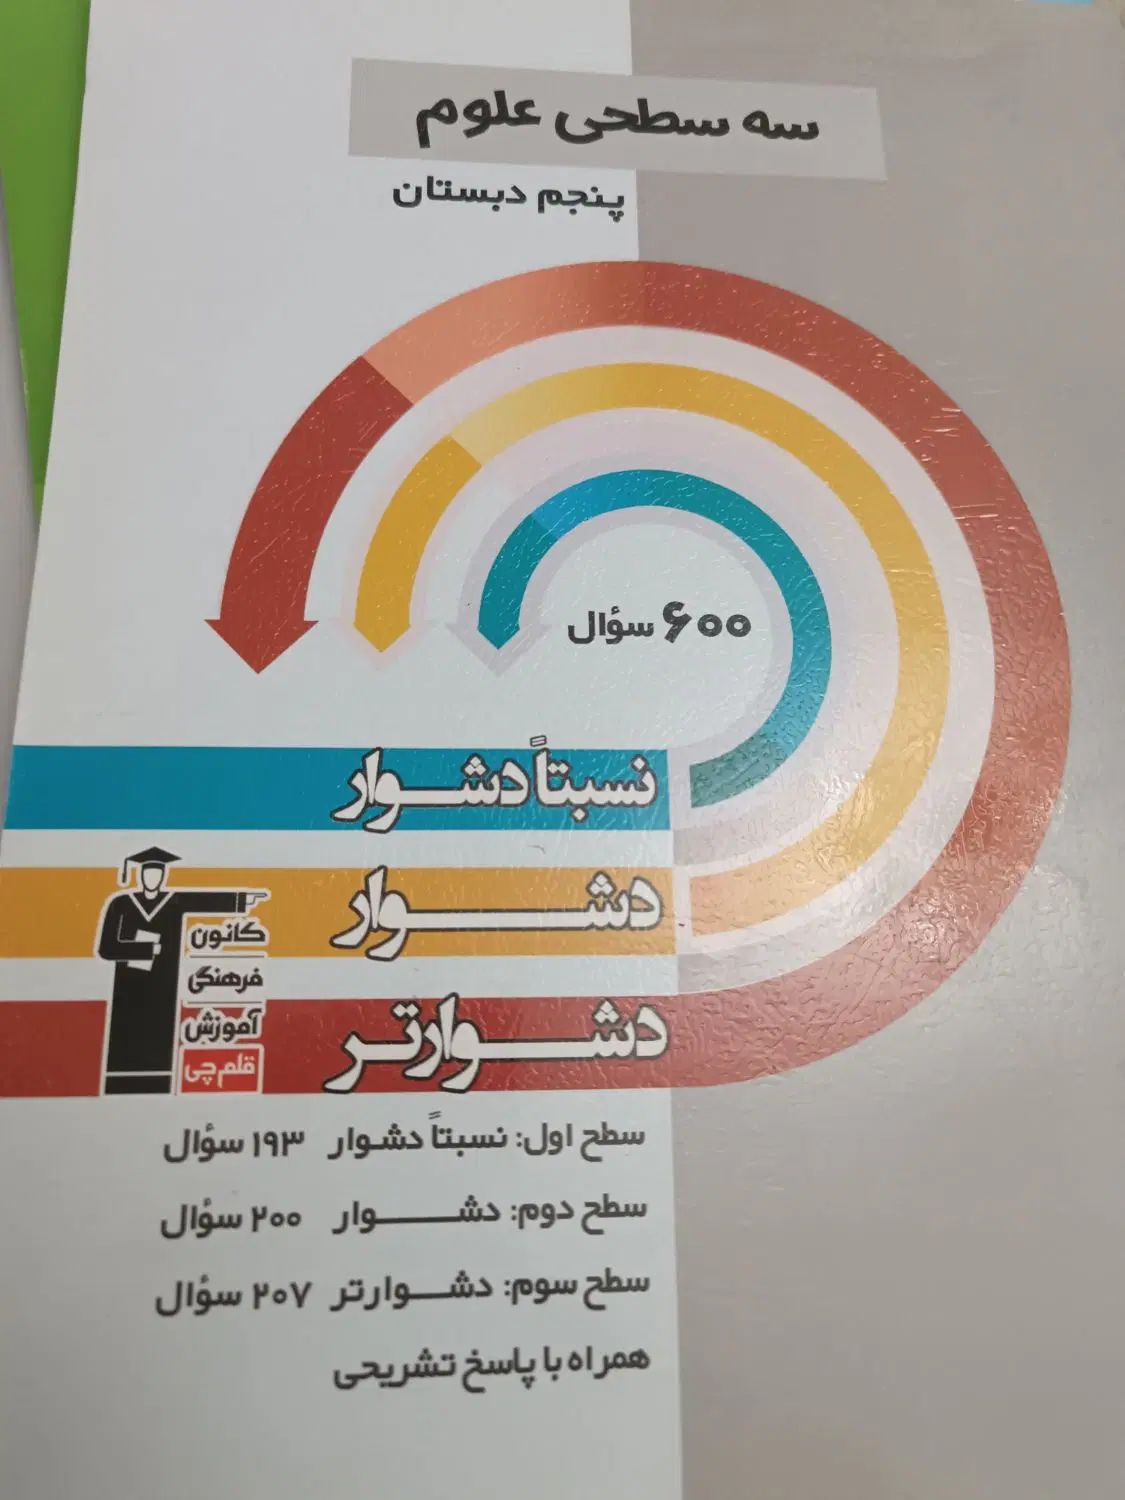 سه سطحی علوم
پنجم دبستان
۶۰۰ سؤال
نسبتاً دشوار
دشوار
دشوارتر
کانون
فرهنگی
آموزش
قلم‌چی
سطح اول: نسبتاً دشوار ۱۹۳ سؤال
سطح دوم: دشوار ۲۰۰ سؤال
سطح سوم: دشوارتر ۲۰۷ سؤال
همراه با پاسخ تشریحی